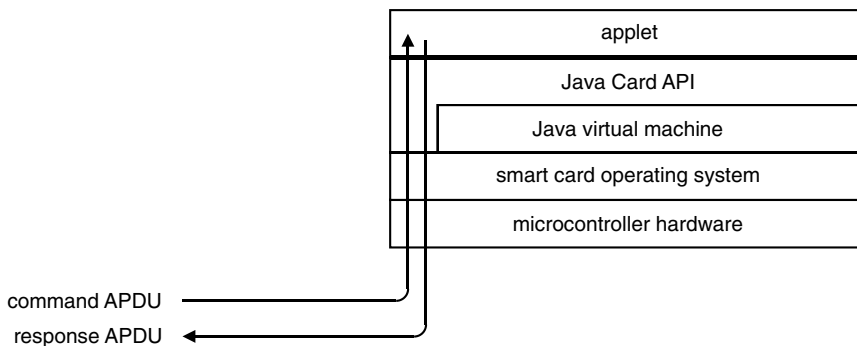 applet
Java Card API
Java virtual machine
smart card operating system
microcontroller hardware
command APDU
response APDU